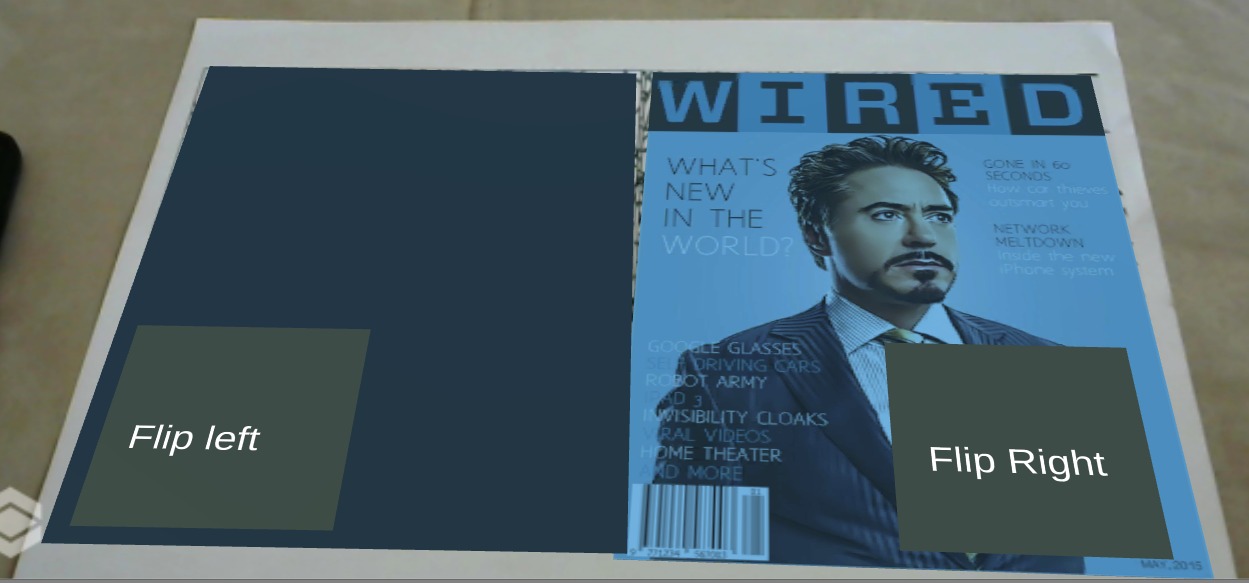 WIRED
WHAT'S
NEW
IN THE
WORLD?
GONE IN 60
SECONDS
How car thieves
outsmart you
NETWORK
MELTDOWN
Inside the new
iPhone system
GOOGLE GLASSES
SELF DRIVING CARS
ROBOT ARMY
IPAD 3
INVISIBILITY CLOAKS
VIRAL VIDEOS
HOME THEATER
AND MORE
MAY.2015
Flip left
Flip Right